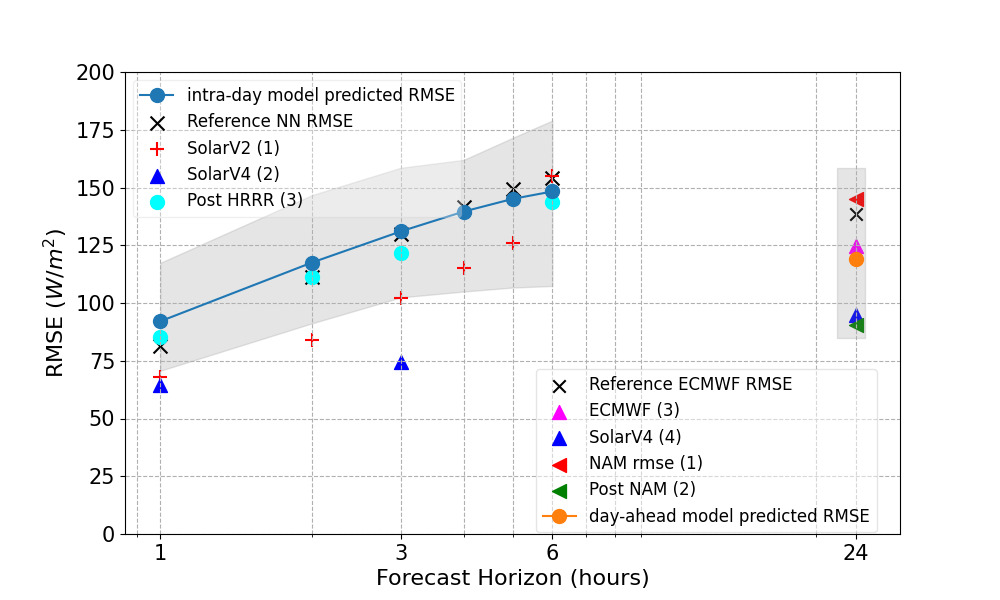 200
175
150
125
100
75
50
25
0
RMSE (W/m²)
intra-day model predicted RMSE
Reference NN RMSE
SolarV2 (1)
SolarV4 (2)
Post HRRR (3)
Reference ECMWF RMSE
ECMWF (3)
SolarV4 (4)
NAM rmse (1)
Post NAM (2)
day-ahead model predicted RMSE
1 3 6 24
Forecast Horizon (hours)